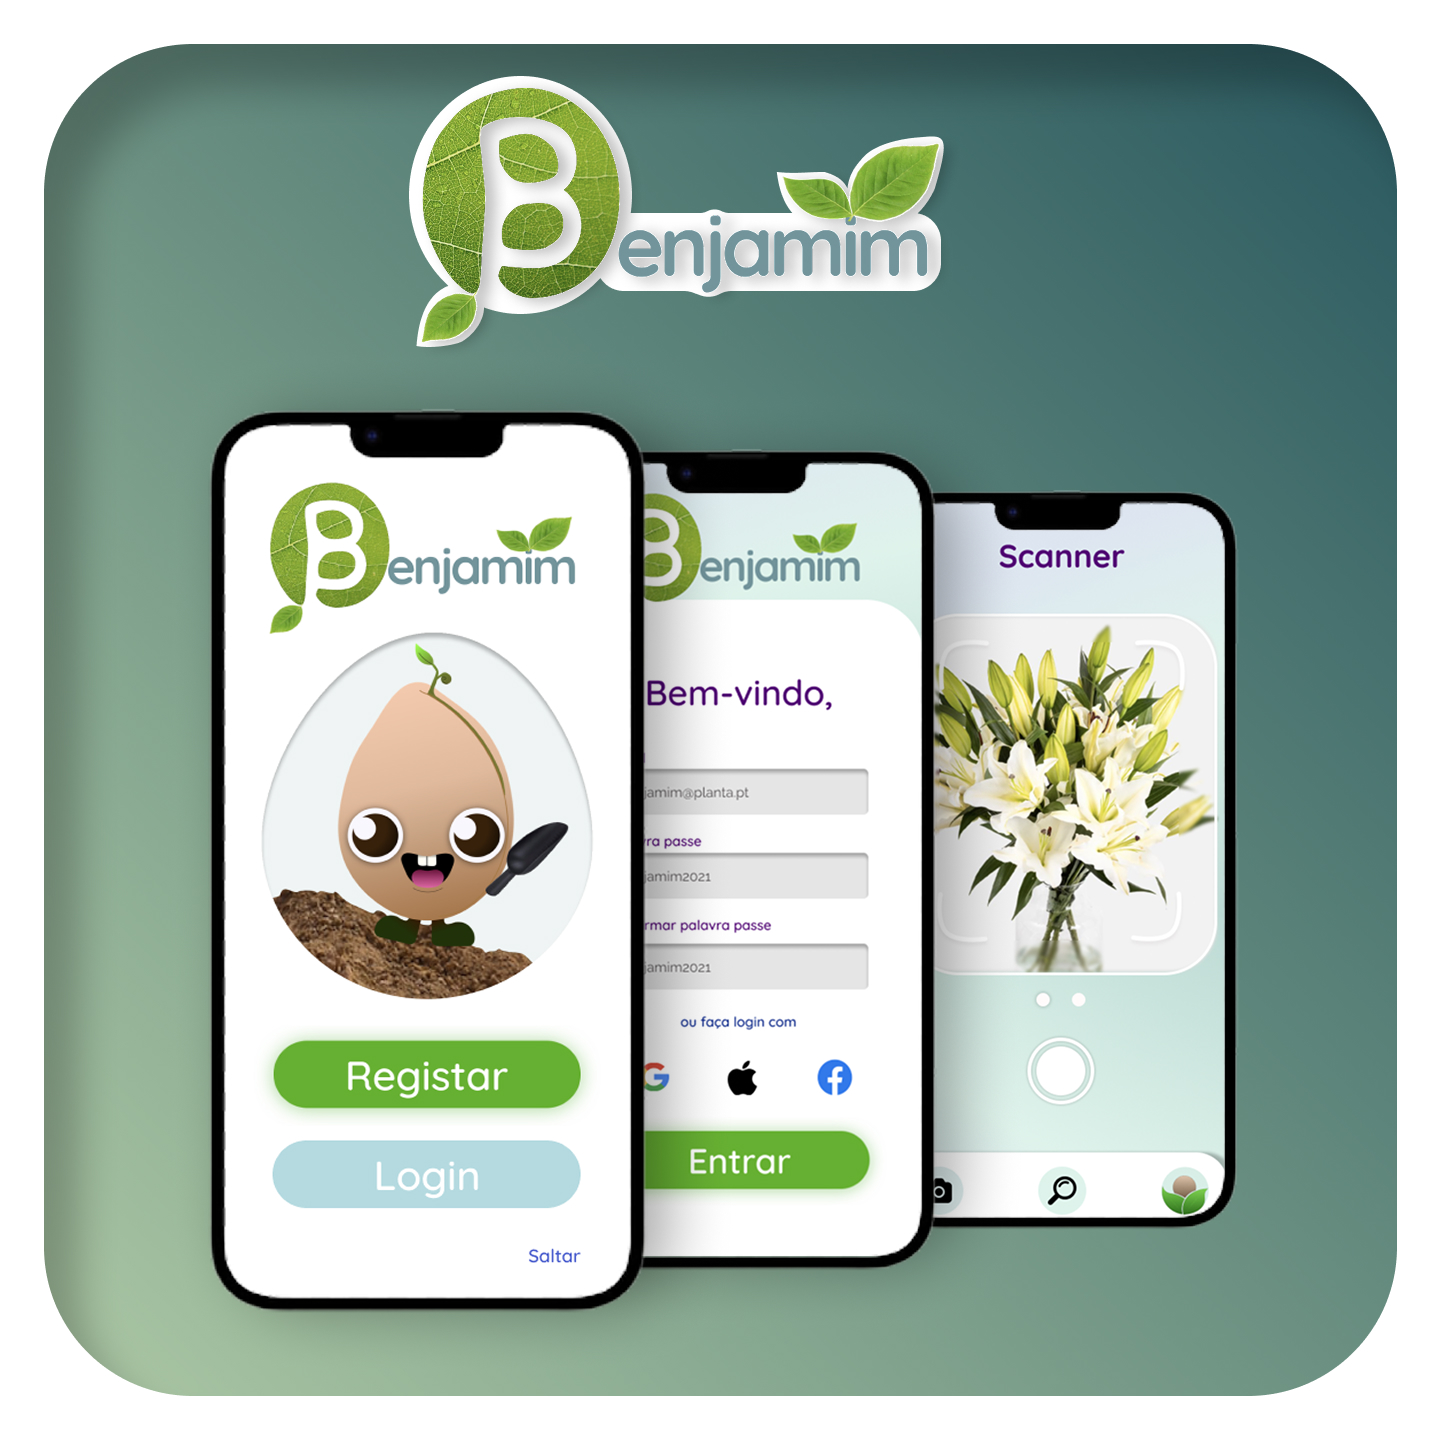 Benjamim
Benjamim
Registar
Login
Saltar
Benjamim
Bem-vindo,
jamim@planta.pt
ra passe
jamim2021
rmar palavra passe
jamim2021
ou faça login com
G
Entrar
Scanner